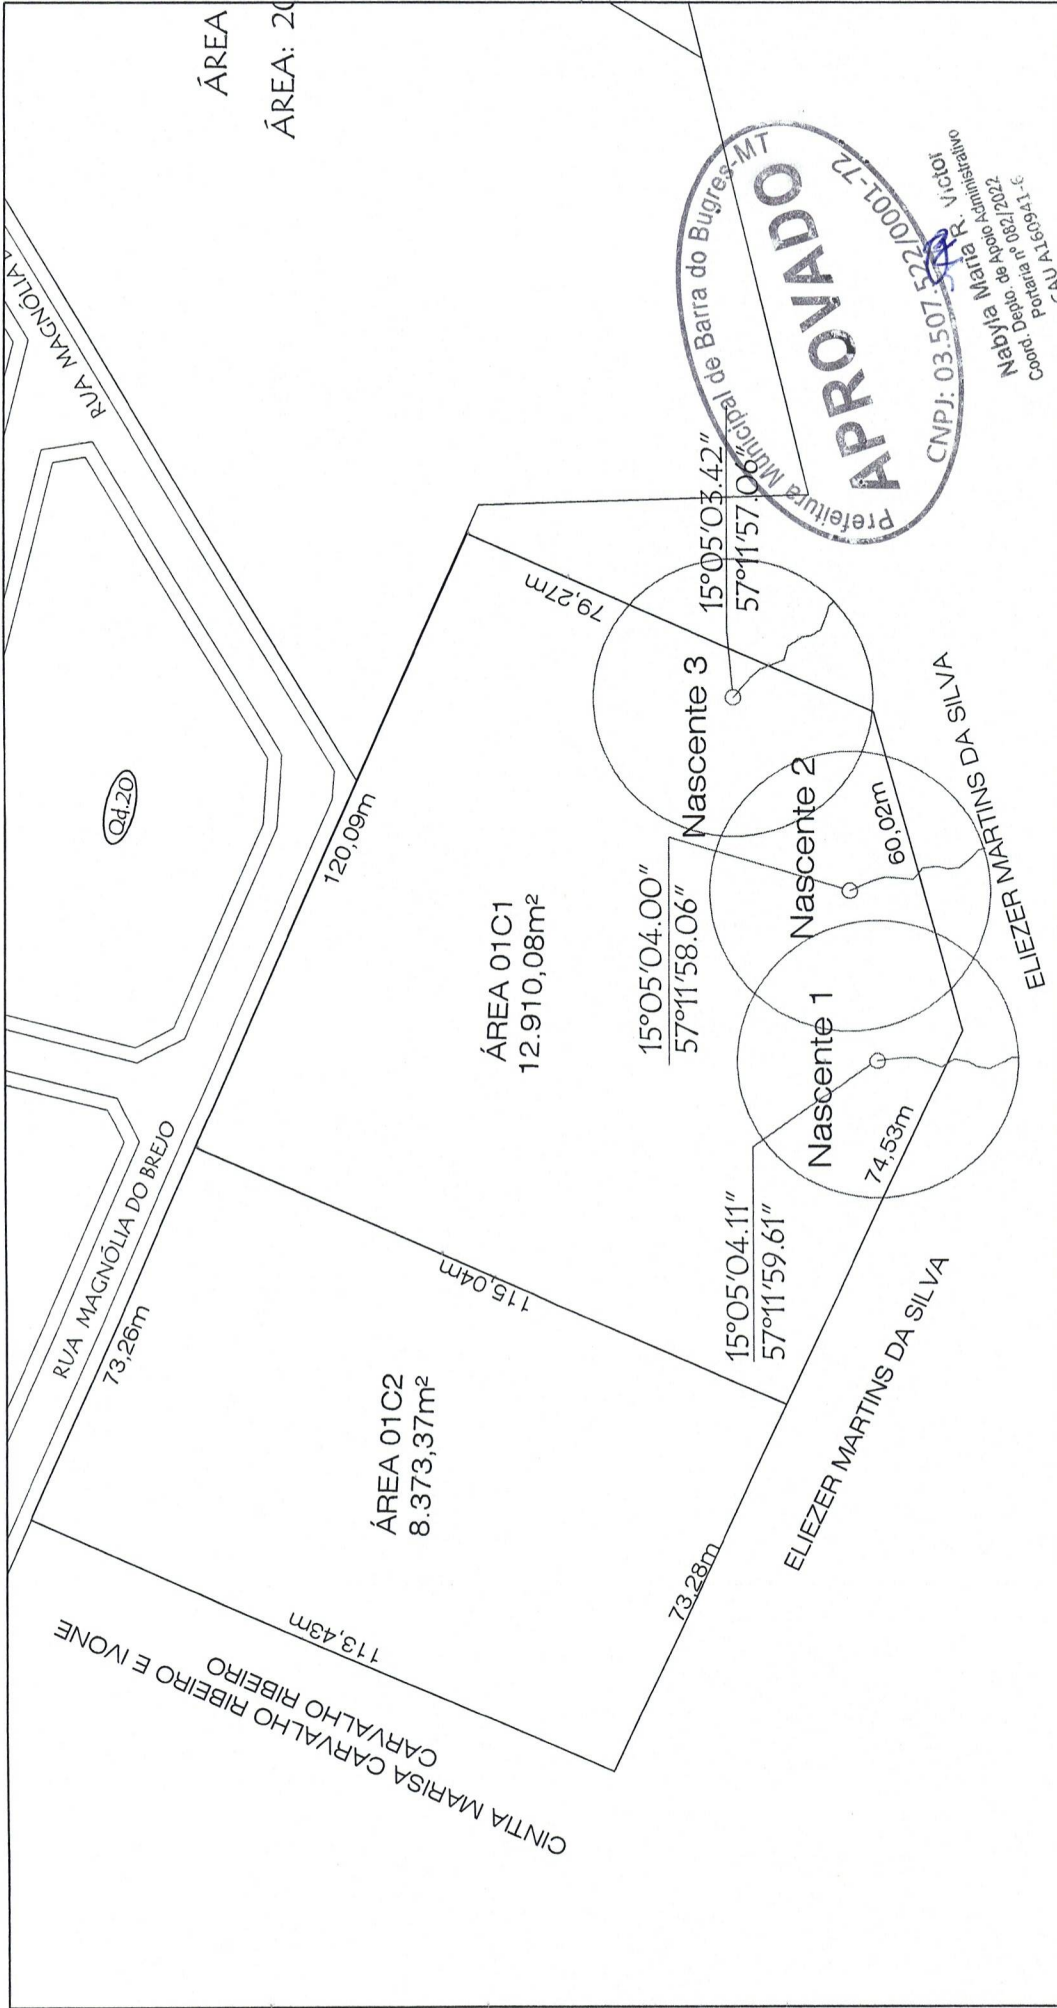 ÁREA
ÁREA: 20
RUA MAGNÓLIA
Qd.20
RUA MAGNÓLIA DO BREJO
73,26m
120,09m
79,27m
115,04m
113,43m
73,28m
74,53m
60,02m
ÁREA 01C1
12.910,08m²
ÁREA 01C2
8.373,37m²
15°05'03.42"
57°11'57.06"
Nascente 3
15°05'04.00"
57°11'58.06"
Nascente 2
15°05'04.11"
57°11'59.61"
Nascente 1
ELIEZER MARTINS DA SILVA
ELIEZER MARTINS DA SILVA
CINTIA MARISA CARVALHO RIBEIRO E IVONE
CARVALHO RIBEIRO
Prefeitura Municipal de Barra do Bugres-MT
APROVADO
CNPJ: 03.507.522/0001-72
Nabyla Maria R. Victor
Coord. Depto. de Apoio Administrativo
Portaria nº 082/2022
CAU A160941-6